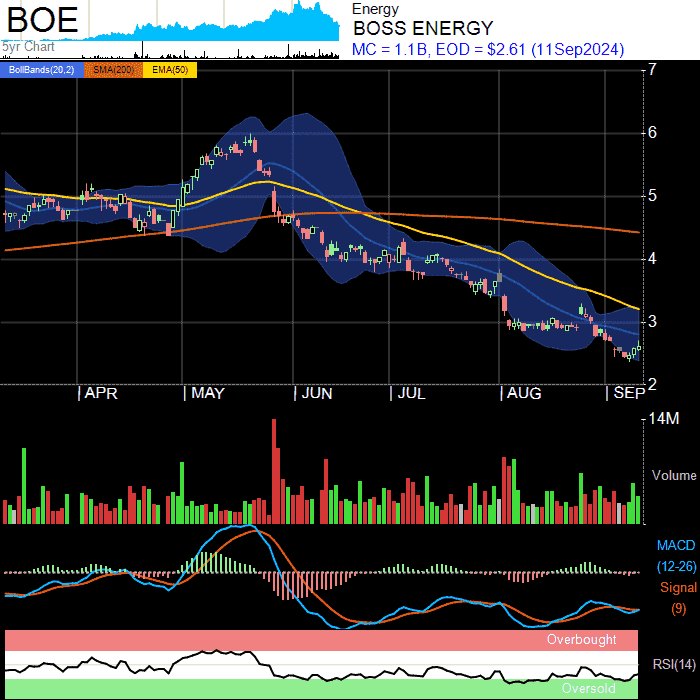 BOE
5yr Chart
Energy
BOSS ENERGY
MC = 1.1B, EOD = $2.61 (11Sep2024)
BollBands(20,2) SMA(200) EMA(50)
7
6
5
4
3
2
APR MAY JUN JUL AUG SEP
14M
Volume
MACD
(12-26)
Signal
(9)
Overbought
RSI(14)
Oversold